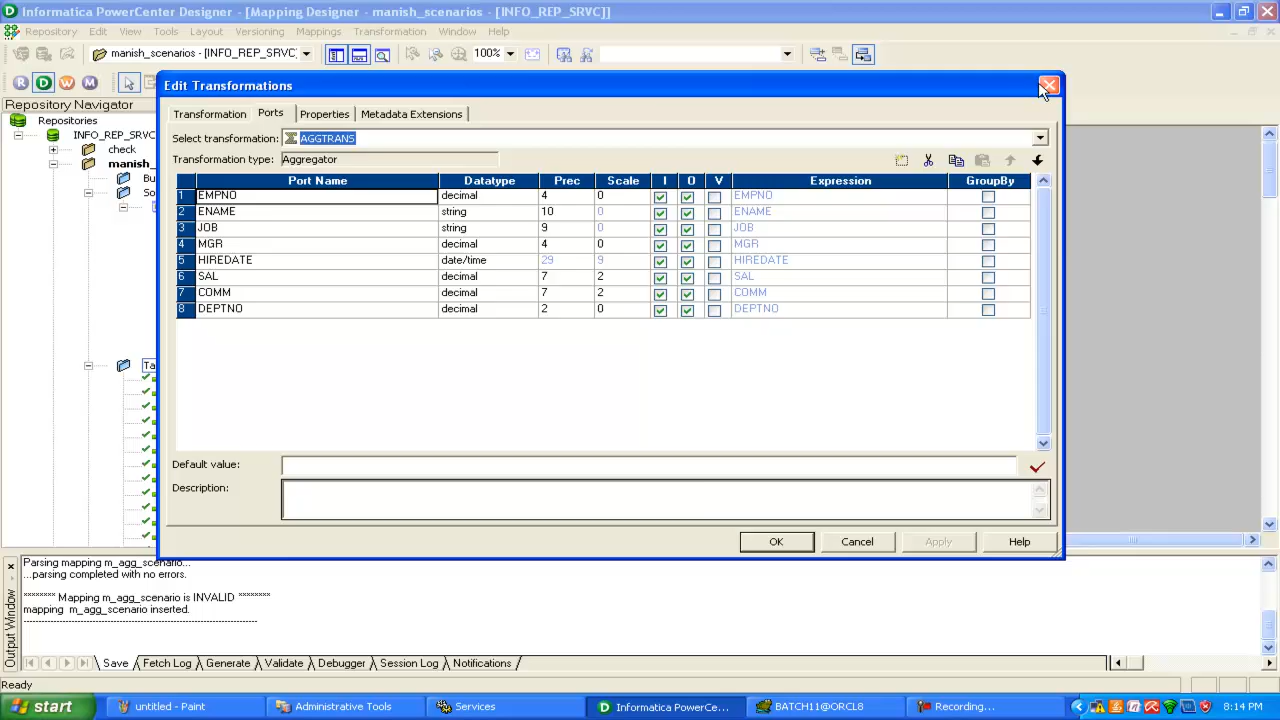 Informatica PowerCenter Designer - [Mapping Designer - manish_scenarios - [INFO_REP_SRVC]]
Repository Edit View Tools Layout Versioning Mappings Transformation Window Help
manish_scenarios - [INFO_REP_SRVC] 100%
R D W M
Repository Navigator
Repositories
INFO_REP_SRVC
check
manish_
Bu
So
Ta
Edit Transformations
Transformation Ports Properties Metadata Extensions
Select transformation: AGGTRANS
Transformation type: Aggregator
Port Name Datatype Prec Scale I O V Expression GroupBy
1 EMPNO decimal 4 0 EMPNO
2 ENAME string 10 0 ENAME
3 JOB string 9 0 JOB
4 MGR decimal 4 0 MGR
5 HIREDATE date/time 29 9 HIREDATE
6 SAL decimal 7 2 SAL
7 COMM decimal 7 2 COMM
8 DEPTNO decimal 2 0 DEPTNO
Default value:
Description:
OK Cancel Apply Help
Output Window
Parsing mapping m_agg_scenario...
...parsing completed with no errors.
******** Mapping m_agg_scenario is INVALID ********
mapping m_agg_scenario inserted.
Save Fetch Log Generate Validate Debugger Session Log Notifications
Ready
start untitled - Paint Administrative Tools Services Informatica PowerCe... BATCH11@ORCL8 Recording... 8:14 PM